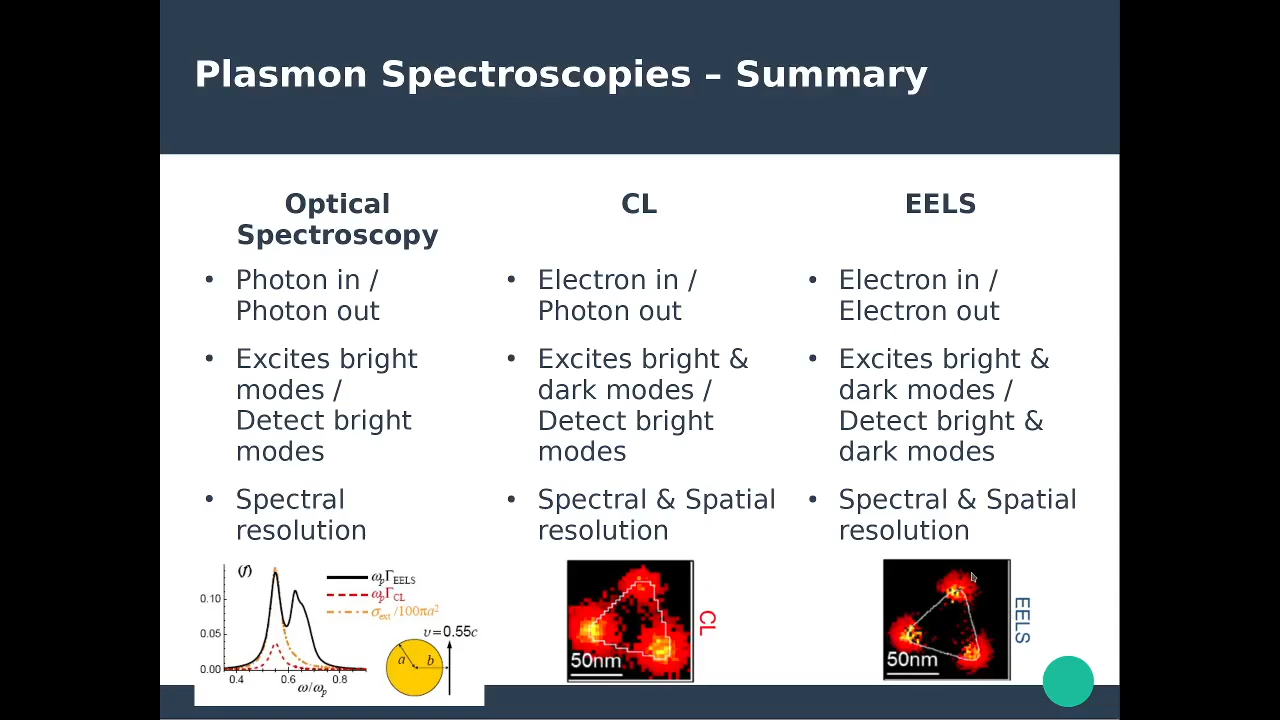 Plasmon Spectroscopies – Summary
Optical
Spectroscopy
• Photon in /
Photon out
• Excites bright
modes /
Detect bright
modes
• Spectral
resolution
CL
• Electron in /
Photon out
• Excites bright &
dark modes /
Detect bright
modes
• Spectral & Spatial
resolution
EELS
• Electron in /
Electron out
• Excites bright &
dark modes /
Detect bright &
dark modes
• Spectral & Spatial
resolution
(f)
ωpΓEELS
ωpΓCL
σext/100πa²
0.10
0.05
0.00
0.4 0.6 0.8
ω/ωp
υ=0.55c
a
b
50nm
CL
50nm
EELS